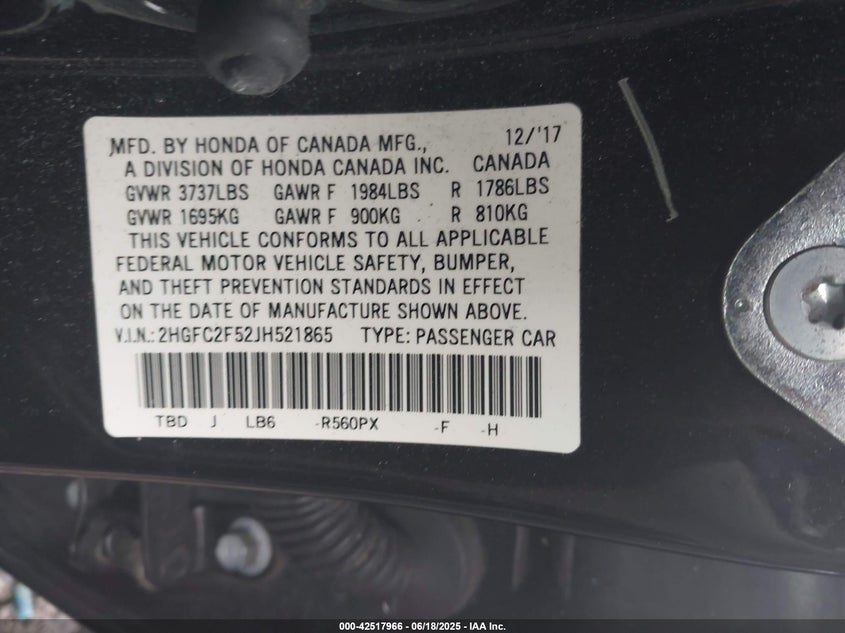 MFD. BY HONDA OF CANADA MFG., 12/'17
A DIVISION OF HONDA CANADA INC. CANADA
GVWR 3737LBS GAWR F 1984LBS R 1786LBS
GVWR 1695KG GAWR F 900KG R 810KG
THIS VEHICLE CONFORMS TO ALL APPLICABLE
FEDERAL MOTOR VEHICLE SAFETY, BUMPER,
AND THEFT PREVENTION STANDARDS IN EFFECT
ON THE DATE OF MANUFACTURE SHOWN ABOVE.
V.I.N.: 2HGFC2F52JH521865 TYPE: PASSENGER CAR
TBD J LB6 -R560PX -F -H
000-42517966 - 06/18/2025 - IAA Inc.